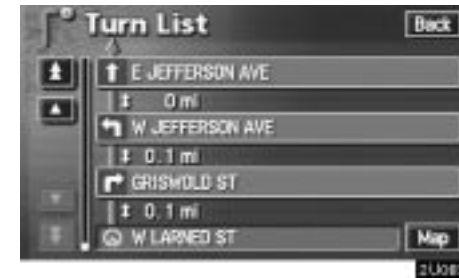 Turn List
Back
E JEFFERSON AVE
0 mi
W JEFFERSON AVE
0.1 mi
GRISWOLD ST
0.1 mi
W LARNED ST
Map